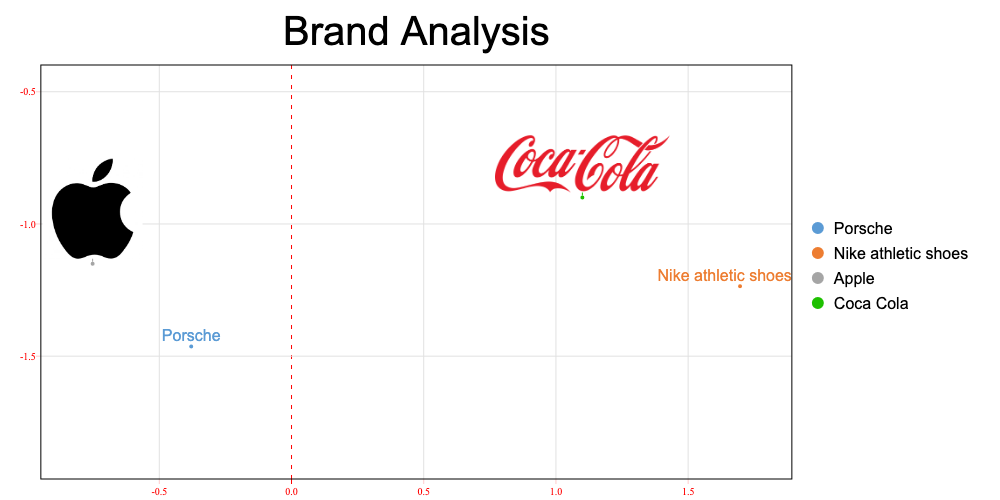 Brand Analysis
-0.5
Coca-Cola
-1.0
Porsche
Nike athletic shoes
Nike athletic shoes
Apple
Coca Cola
Porsche
-1.5
-0.5
0.0
0.5
1.0
1.5